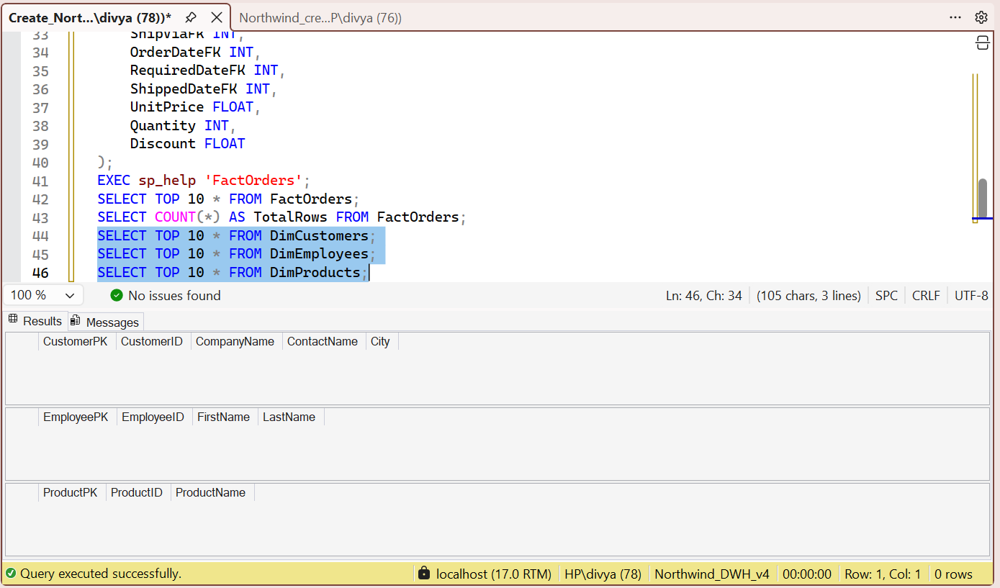 Create_Nort...\divya (78))* Northwind_cre...P\divya (76))
33 ShipViaFK INT,
34 OrderDateFK INT,
35 RequiredDateFK INT,
36 ShippedDateFK INT,
37 UnitPrice FLOAT,
38 Quantity INT,
39 Discount FLOAT
40 );
41 EXEC sp_help 'FactOrders';
42 SELECT TOP 10 * FROM FactOrders;
43 SELECT COUNT(*) AS TotalRows FROM FactOrders;
44 SELECT TOP 10 * FROM DimCustomers;
45 SELECT TOP 10 * FROM DimEmployees;
46 SELECT TOP 10 * FROM DimProducts;
100 % No issues found Ln: 46, Ch: 34 (105 chars, 3 lines) SPC CRLF UTF-8
Results Messages
CustomerPK CustomerID CompanyName ContactName City
EmployeePK EmployeeID FirstName LastName
ProductPK ProductID ProductName
Query executed successfully. localhost (17.0 RTM) HP\divya (78) Northwind_DWH_v4 00:00:00 Row: 1, Col: 1 0 rows